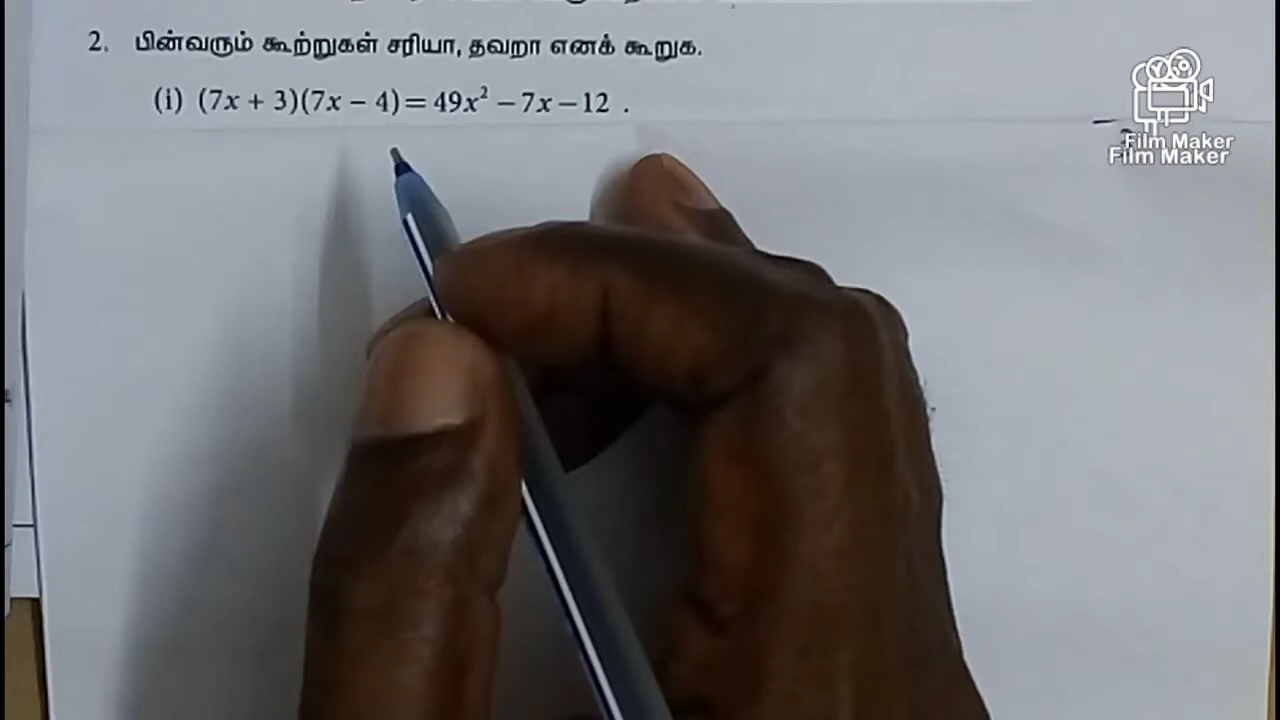 2. பின்வரும் கூற்றுகள் சரியா, தவறா எனக் கூறுக.
(i) (7x + 3)(7x − 4) = 49x² − 7x − 12 .
Film Maker
Film Maker